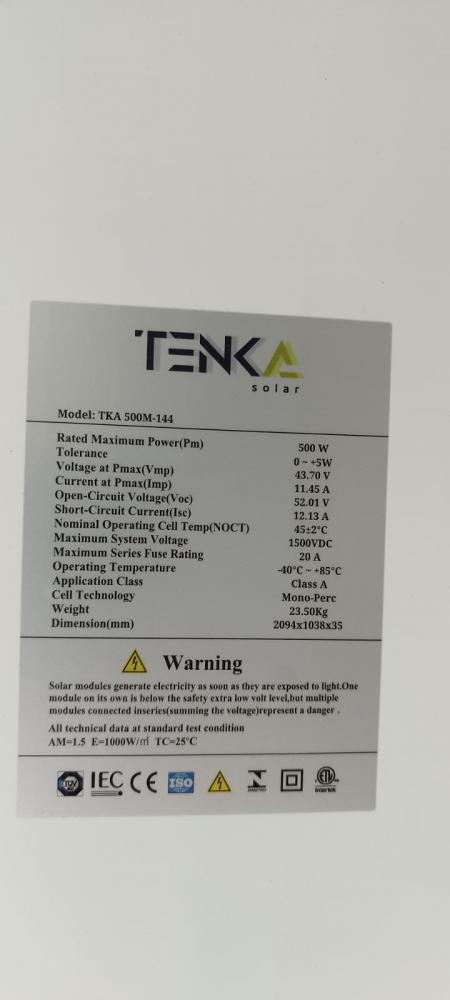 TENKA
solar
Model: TKA 500M-144
Rated Maximum Power(Pm) 500 W
Tolerance 0 ~ +5W
Voltage at Pmax(Vmp) 43.70 V
Current at Pmax(Imp) 11.45 A
Open-Circuit Voltage(Voc) 52.01 V
Short-Circuit Current(Isc) 12.13 A
Nominal Operating Cell Temp(NOCT) 45±2°C
Maximum System Voltage 1500VDC
Maximum Series Fuse Rating 20 A
Operating Temperature -40°C ~ +85°C
Application Class Class A
Cell Technology Mono-Perc
Weight 23.50Kg
Dimension(mm) 2094x1038x35
Warning
Solar modules generate electricity as soon as they are exposed to light.One
module on its own is below the safety extra low volt level,but multiple
modules connected inseries(summing the voltage)represent a danger .
All technical data at standard test condition
AM=1.5 E=1000W/㎡ TC=25°C
TÜV IEC CE ISO ETL
Intertek